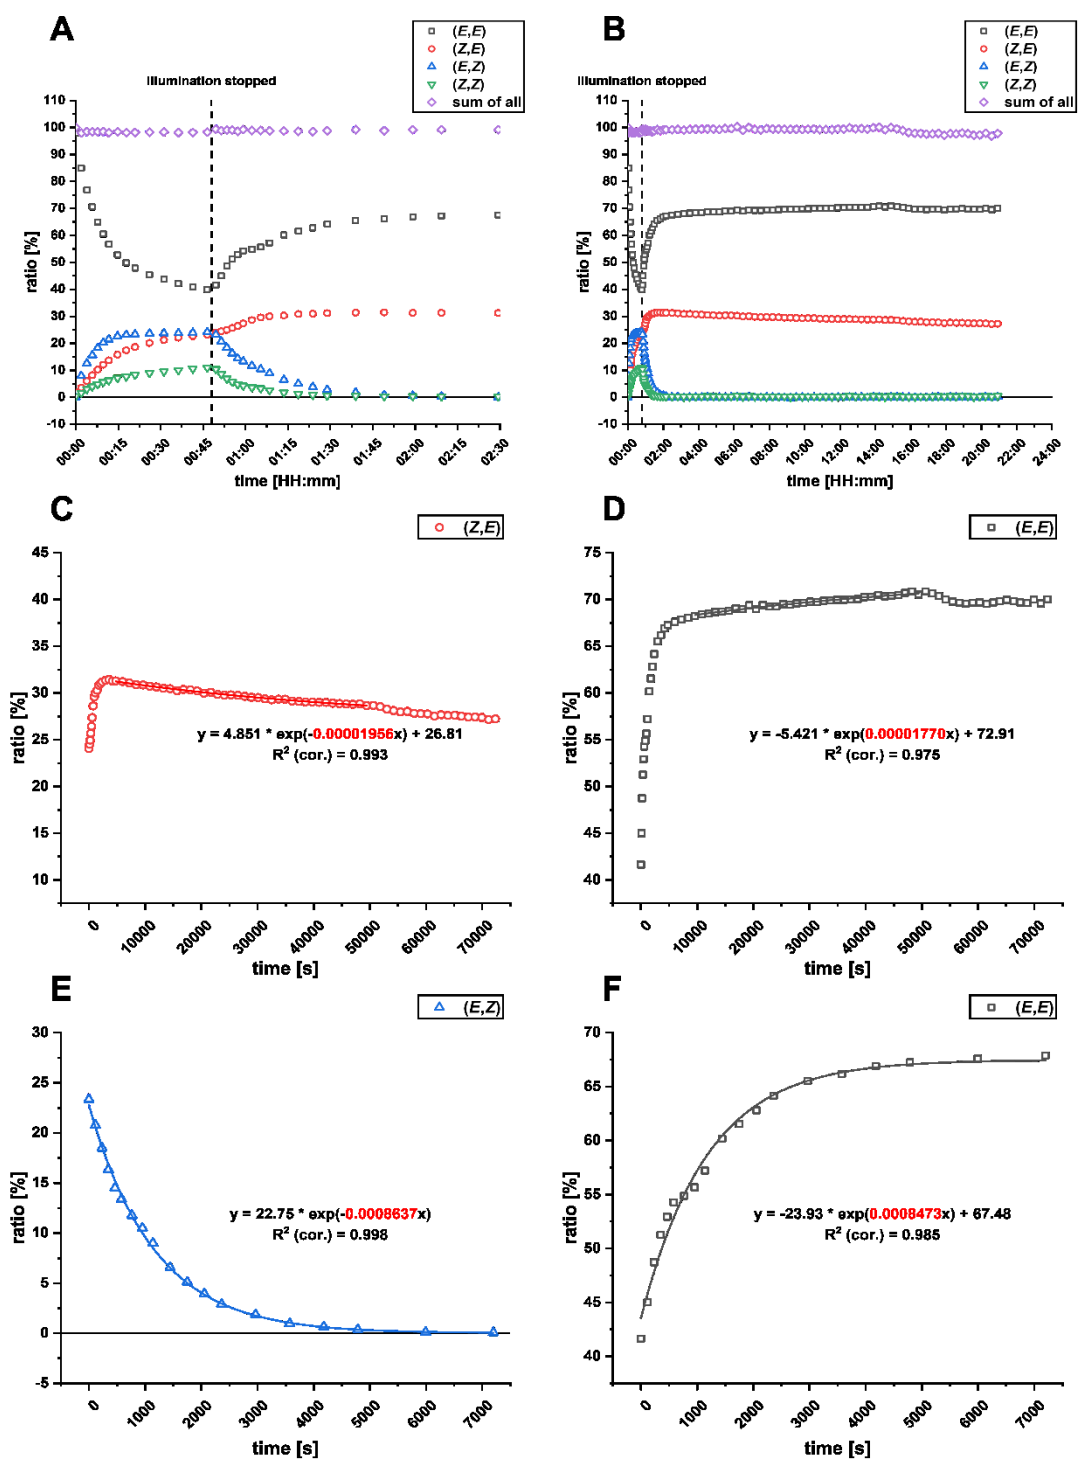 A
(E,E)
(Z,E)
(E,Z)
(Z,Z)
sum of all
Illumination stopped
110
100
90
80
70
60
50
40
30
20
10
0
-10
ratio [%]
00:00
00:15
00:30
00:45
01:00
01:15
01:30
01:45
02:00
02:15
02:30
time [HH:mm]
B
(E,E)
(Z,E)
(E,Z)
(Z,Z)
sum of all
Illumination stopped
110
100
90
80
70
60
50
40
30
20
10
0
-10
ratio [%]
00:00
02:00
04:00
06:00
08:00
10:00
12:00
14:00
16:00
18:00
20:00
22:00
24:00
time [HH:mm]
C
(Z,E)
45
40
35
30
25
20
15
10
ratio [%]
y = 4.851 * exp(-0.00001956x) + 26.81
R² (cor.) = 0.993
0
10000
20000
30000
40000
50000
60000
70000
time [s]
D
(E,E)
75
70
65
60
55
50
45
40
ratio [%]
y = -5.421 * exp(0.00001770x) + 72.91
R² (cor.) = 0.975
0
10000
20000
30000
40000
50000
60000
70000
time [s]
E
(E,Z)
30
25
20
15
10
5
0
-5
ratio [%]
y = 22.75 * exp(-0.0008637x)
R² (cor.) = 0.998
0
1000
2000
3000
4000
5000
6000
7000
time [s]
F
(E,E)
70
65
60
55
50
45
40
ratio [%]
y = -23.93 * exp(0.0008473x) + 67.48
R² (cor.) = 0.985
0
1000
2000
3000
4000
5000
6000
7000
time [s]